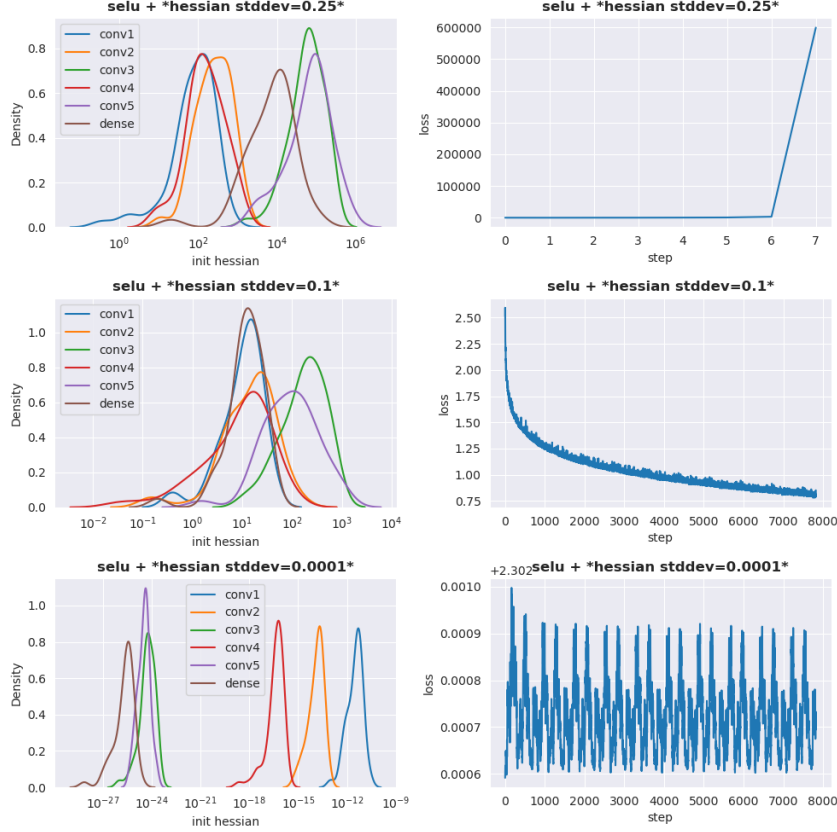 selu + *hessian stddev=0.25*
Density
0.8
0.6
0.4
0.2
0.0
conv1
conv2
conv3
conv4
conv5
dense
10^0
10^2
10^4
10^6
init hessian
selu + *hessian stddev=0.25*
loss
600000
500000
400000
300000
200000
100000
0
0 1 2 3 4 5 6 7
step
selu + *hessian stddev=0.1*
Density
1.0
0.8
0.6
0.4
0.2
0.0
conv1
conv2
conv3
conv4
conv5
dense
10^-2
10^-1
10^0
10^1
10^2
10^3
10^4
init hessian
selu + *hessian stddev=0.1*
loss
2.50
2.25
2.00
1.75
1.50
1.25
1.00
0.75
0 1000 2000 3000 4000 5000 6000 7000 8000
step
selu + *hessian stddev=0.0001*
Density
1.0
0.8
0.6
0.4
0.2
0.0
conv1
conv2
conv3
conv4
conv5
dense
10^-27
10^-24
10^-21
10^-18
10^-15
10^-12
10^-9
init hessian
selu + *hessian stddev=0.0001*
+2.302
loss
0.0010
0.0009
0.0008
0.0007
0.0006
0 1000 2000 3000 4000 5000 6000 7000 8000
step